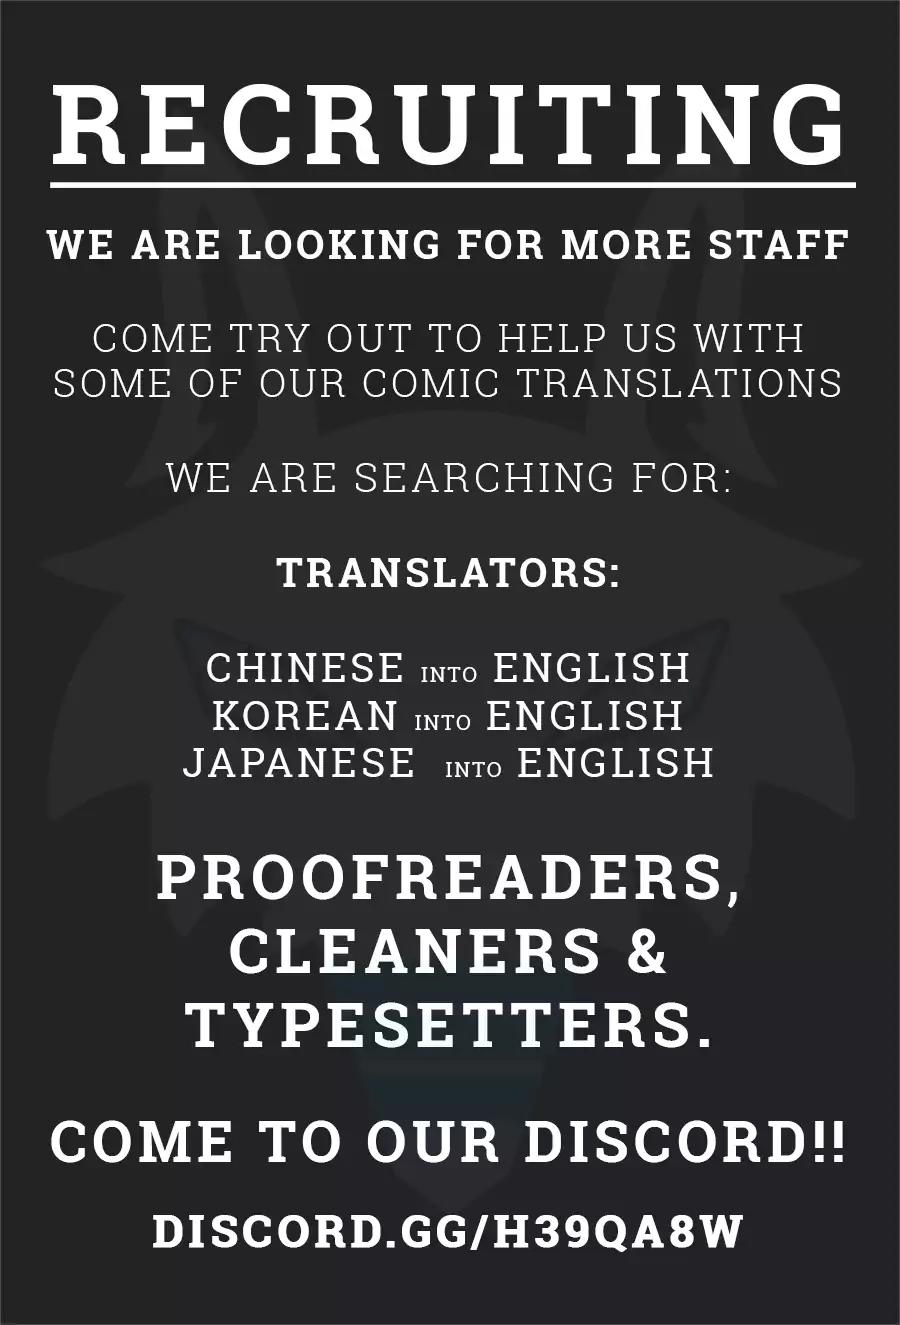 RECRUITING
WE ARE LOOKING FOR MORE STAFF
COME TRY OUT TO HELP US WITH
SOME OF OUR COMIC TRANSLATIONS
WE ARE SEARCHING FOR:
TRANSLATORS:
CHINESE INTO ENGLISH
KOREAN INTO ENGLISH
JAPANESE INTO ENGLISH
PROOFREADERS,
CLEANERS &
TYPESETTERS.
COME TO OUR DISCORD!!
DISCORD.GG/H39QA8W